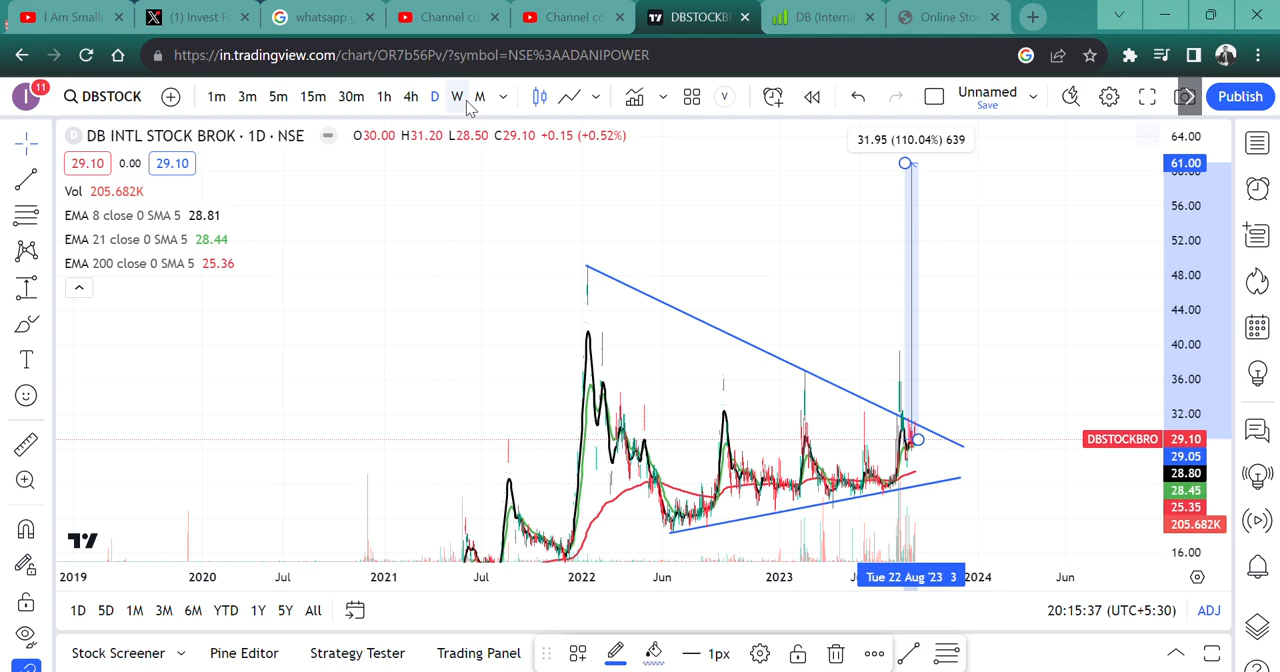 I Am Small
(1) Invest Fo
whatsapp g
Channel co
Channel co
DBSTOCKB
DB (Interna
Online Sto
https://in.tradingview.com/chart/OR7b56Pv/?symbol=NSE%3AADANIPOWER
I 11 DBSTOCK 1m 3m 5m 15m 30m 1h 4h D W M V Unnamed Save Publish
D DB INTL STOCK BROK · 1D · NSE O30.00 H31.20 L28.50 C29.10 +0.15 (+0.52%)
29.10 0.00 29.10
Vol 205.682K
EMA 8 close 0 SMA 5 28.81
EMA 21 close 0 SMA 5 28.44
EMA 200 close 0 SMA 5 25.36
31.95 (110.04%) 639
64.00
61.00
56.00
52.00
48.00
44.00
40.00
36.00
32.00
DBSTOCKBRO 29.10
29.05
28.80
28.45
25.35
205.682K
16.00
2019 2020 Jul 2021 Jul 2022 Jun 2023 Tue 22 Aug '23 3 2024 Jun
1D 5D 1M 3M 6M YTD 1Y 5Y All 20:15:37 (UTC+5:30) ADJ
Stock Screener Pine Editor Strategy Tester Trading Panel 1px